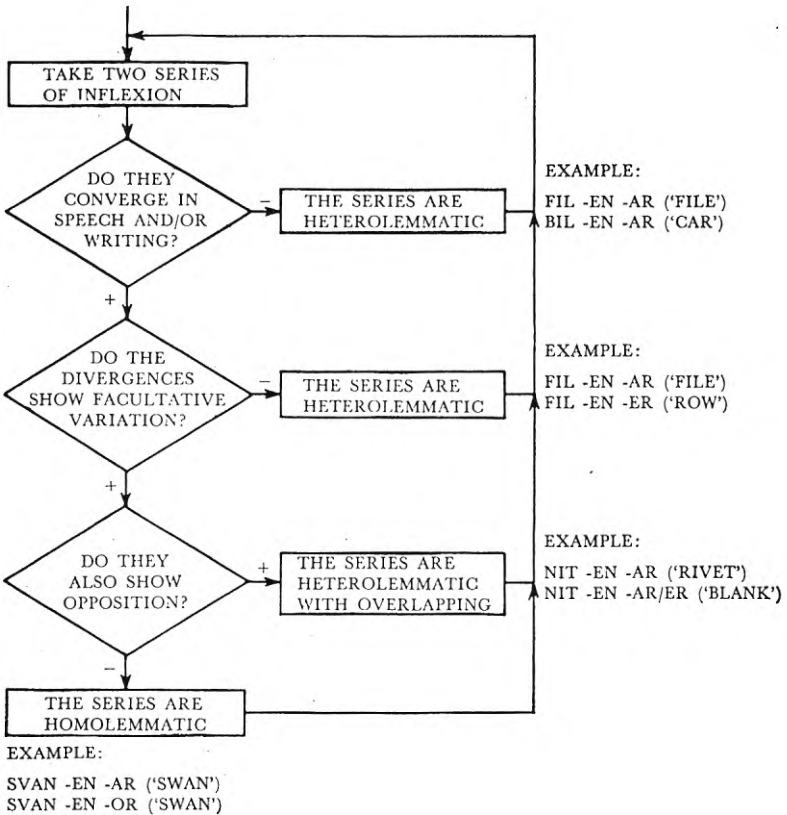 TAKE TWO SERIES
OF INFLEXION
DO THEY
CONVERGE IN
SPEECH AND/OR
WRITING?
–
THE SERIES ARE
HETEROLEMMATIC
EXAMPLE:
FIL -EN -AR (‘FILE’)
BIL -EN -AR (‘CAR’)
+
DO THE
DIVERGENCES
SHOW FACULTATIVE
VARIATION?
–
THE SERIES ARE
HETEROLEMMATIC
EXAMPLE:
FIL -EN -AR (‘FILE’)
FIL -EN -ER (‘ROW’)
+
DO THEY
ALSO SHOW
OPPOSITION?
+
THE SERIES ARE
HETEROLEMMATIC
WITH OVERLAPPING
EXAMPLE:
NIT -EN -AR (‘RIVET’)
NIT -EN -AR/ER (‘BLANK’)
–
THE SERIES ARE
HOMOLEMMATIC
EXAMPLE:
SVAN -EN -AR (‘SWAN’)
SVAN -EN -OR (‘SWAN’)